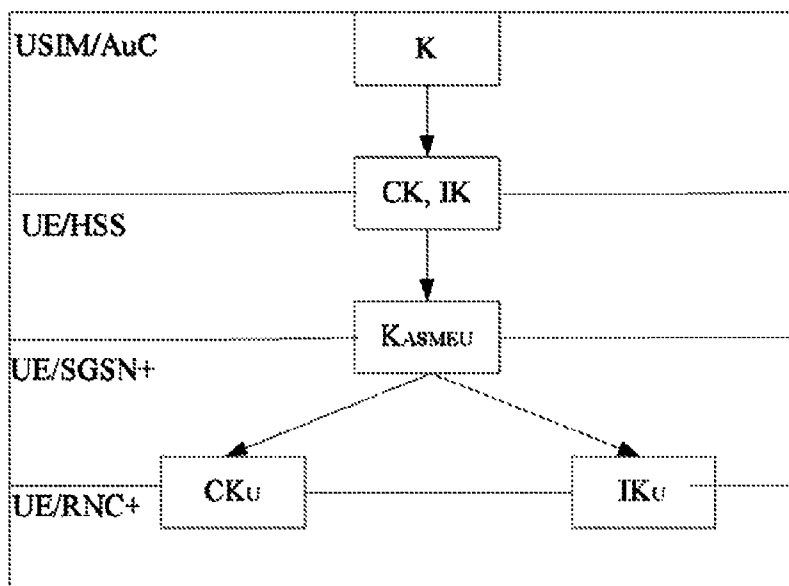 USIM/AuC
K
CK, IK
UE/HSS
KASMEU
UE/SGSN+
CKU
IKU
UE/RNC+